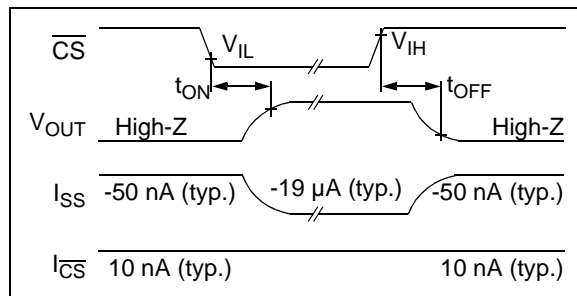 CS
V_IL
V_IH
t_ON
t_OFF
V_OUT
High-Z
High-Z
I_SS
-50 nA (typ.)
-19 µA (typ.)
-50 nA (typ.)
I_CS
10 nA (typ.)
10 nA (typ.)